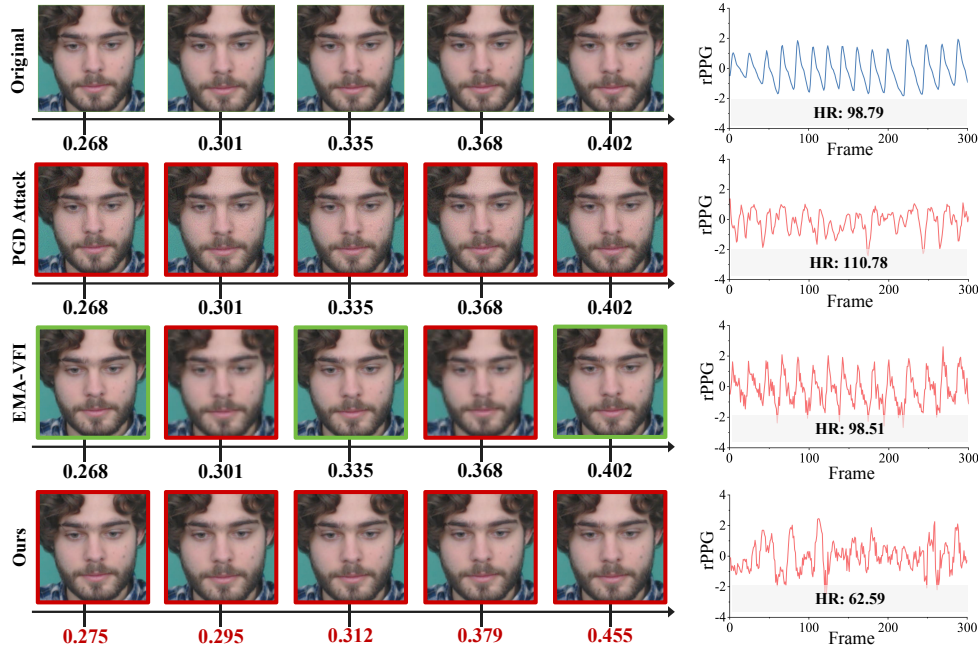 Original
0.268 0.301 0.335 0.368 0.402
rPPG
4
2
0
-2
-4
HR: 98.79
0 100 200 300
Frame
PGD Attack
0.268 0.301 0.335 0.368 0.402
rPPG
4
2
0
-2
-4
HR: 110.78
0 100 200 300
Frame
EMA-VFI
0.268 0.301 0.335 0.368 0.402
rPPG
4
2
0
-2
-4
HR: 98.51
0 100 200 300
Frame
Ours
0.275 0.295 0.312 0.379 0.455
rPPG
4
2
0
-2
-4
HR: 62.59
0 100 200 300
Frame